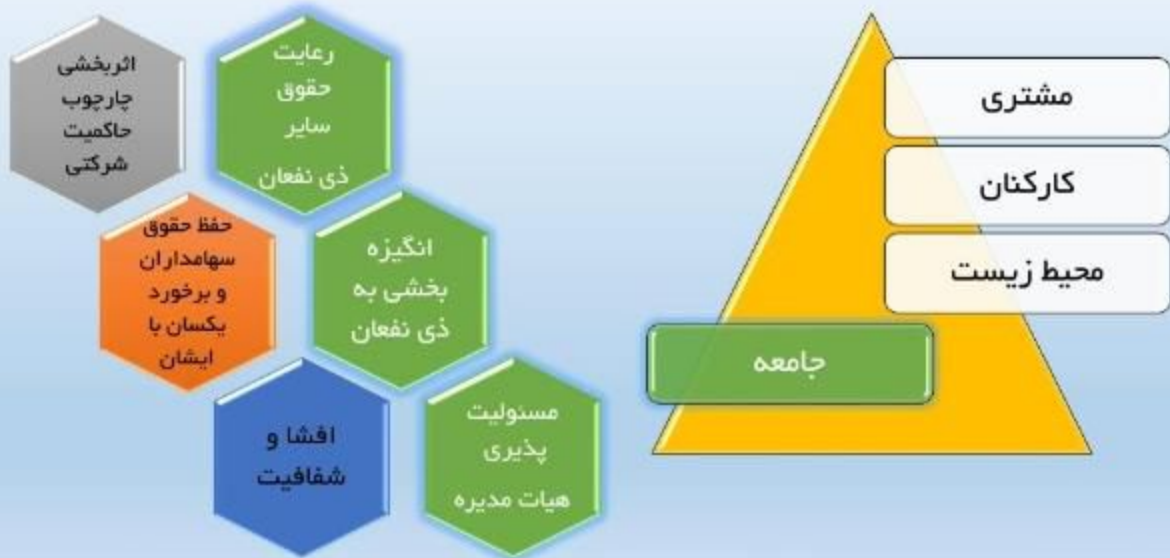 اثربخشی
چارچوب
حاکمیت
شرکتی
رعایت
حقوق
سایر
ذی نفعان
حفظ حقوق
سهامداران
و برخورد
یکسان با
ایشان
انگیزه
بخشی به
ذی نفعان
افشا و
شفافیت
مسئولیت
پذیری
هیات مدیره
مشتری
کارکنان
محیط زیست
جامعه